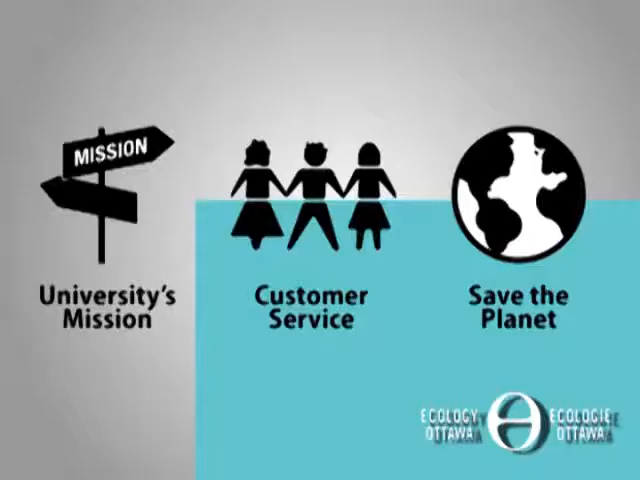 MISSION
University's
Mission
Customer
Service
Save the
Planet
ECOLOGY
OTTAWA
ECOLOGIE
OTTAWA